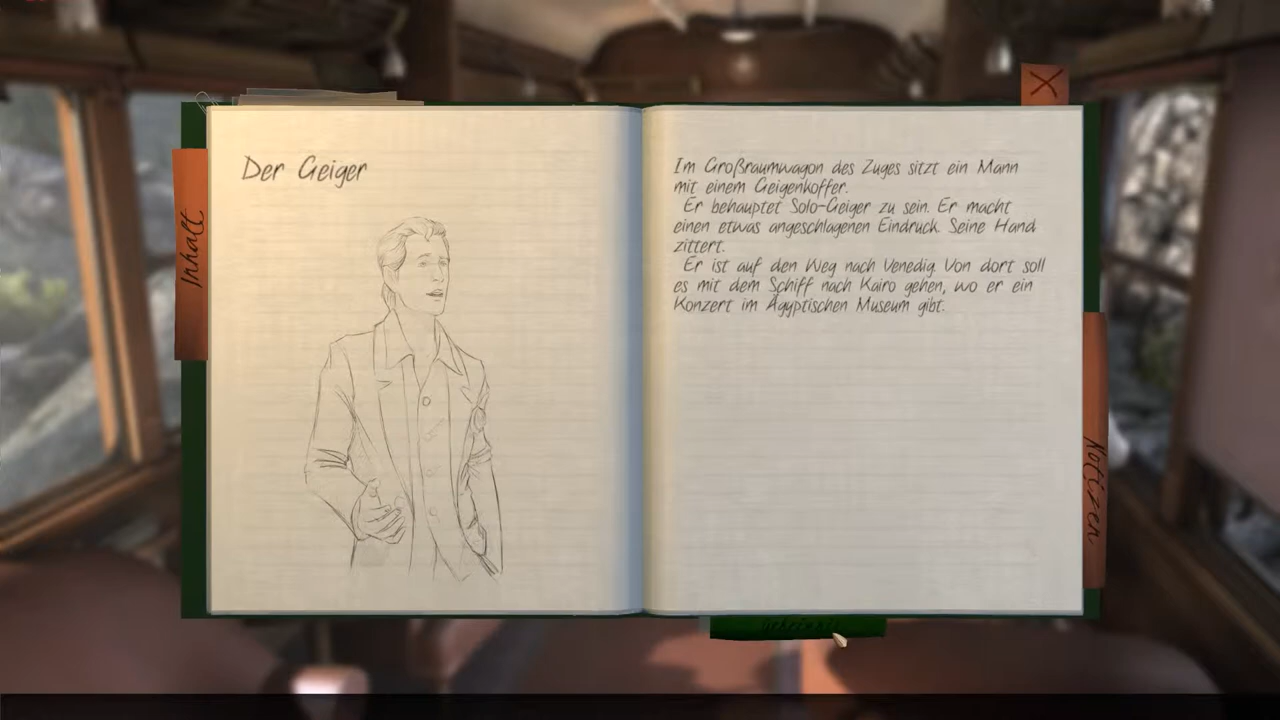 Der Geiger
Inhalt
Im Großraumwagon des Zuges sitzt ein Mann
mit einem Geigenkoffer.
Er behauptet Solo-Geiger zu sein. Er macht
einen etwas angeschlagenen Eindruck. Seine Hand
zittert.
Er ist auf den Weg nach Venedig. Von dort soll
es mit dem Schiff nach Kairo gehen, wo er ein
Konzert im Ägyptischen Museum gibt.
X
Notizen